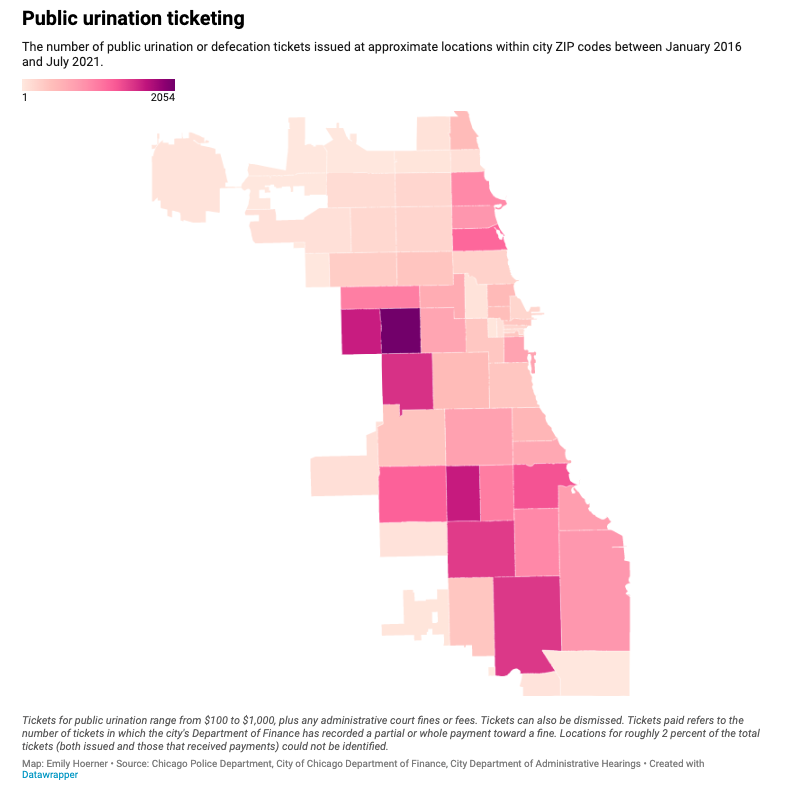 Public urination ticketing
The number of public urination or defecation tickets issued at approximate locations within city ZIP codes between January 2016
and July 2021.
1 2054
Tickets for public urination range from $100 to $1,000, plus any administrative court fines or fees. Tickets can also be dismissed. Tickets paid refers to the
number of tickets in which the city's Department of Finance has recorded a partial or whole payment toward a fine. Locations for roughly 2 percent of the total
tickets (both issued and those that received payments) could not be identified.
Map: Emily Hoerner • Source: Chicago Police Department, City of Chicago Department of Finance, City Department of Administrative Hearings • Created with
Datawrapper